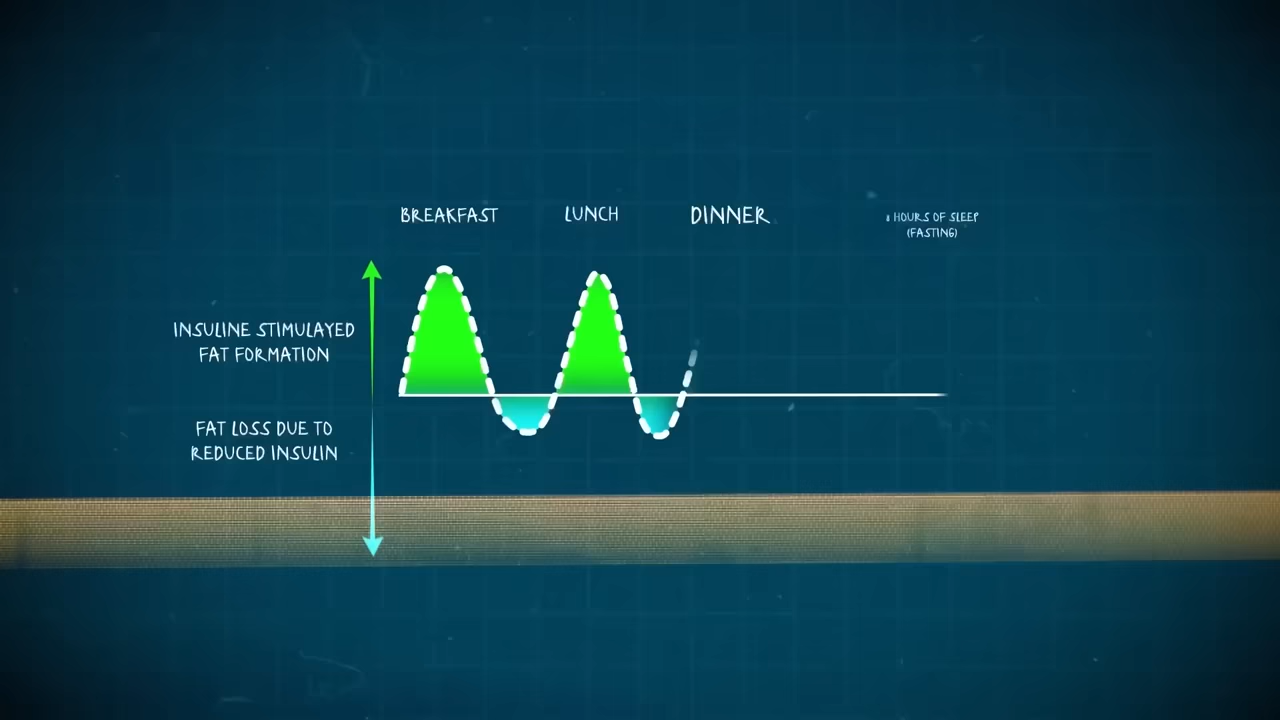 BREAKFAST
LUNCH
DINNER
HOURS OF SLEEP
(FASTING)
INSULINE STIMULAYED
FAT FORMATION
FAT LOSS DUE TO
REDUCED INSULIN